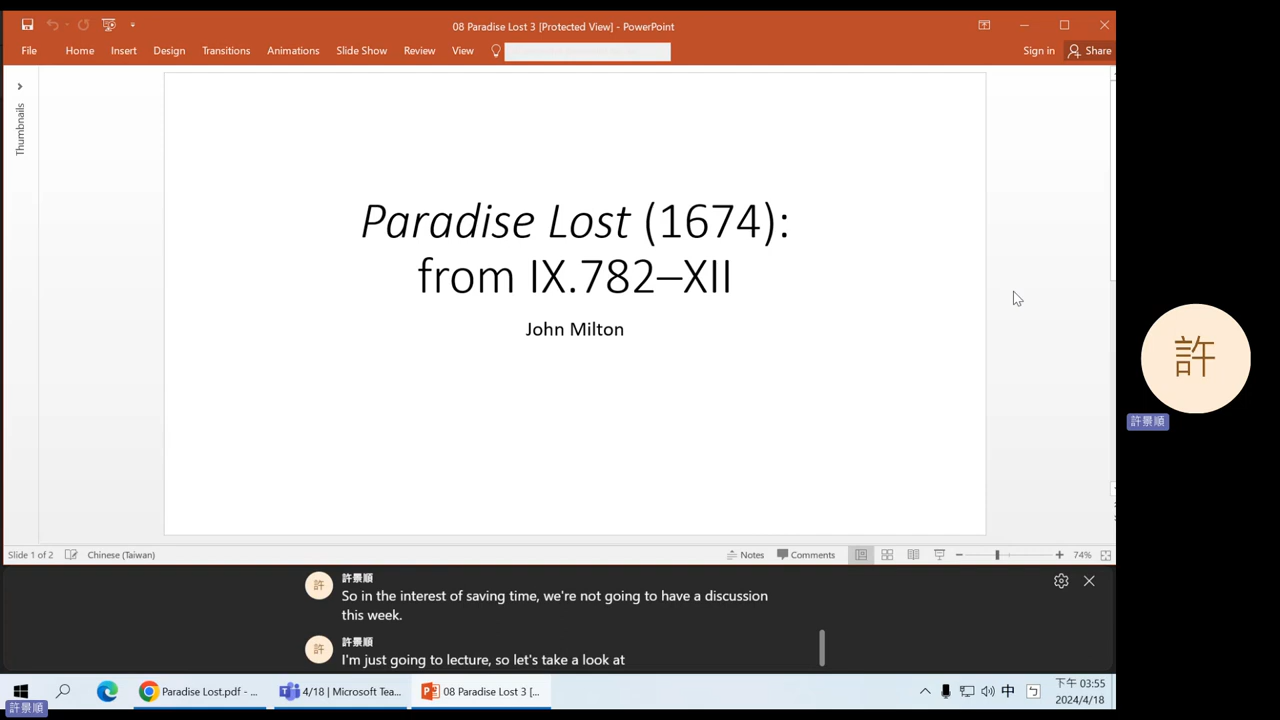 08 Paradise Lost 3 [Protected View] - PowerPoint
File Home Insert Design Transitions Animations Slide Show Review View Sign in Share
Thumbnails
Paradise Lost (1674):
from IX.782–XII
John Milton
許
許景順
Slide 1 of 2 Chinese (Taiwan) Notes Comments 74%
許 許景順
So in the interest of saving time, we're not going to have a discussion
this week.
許 許景順
I'm just going to lecture, so let's take a look at
Paradise Lost.pdf - ... 4/18 | Microsoft Tea... 08 Paradise Lost 3 [... 中 下午 03:55
2024/4/18
許景順